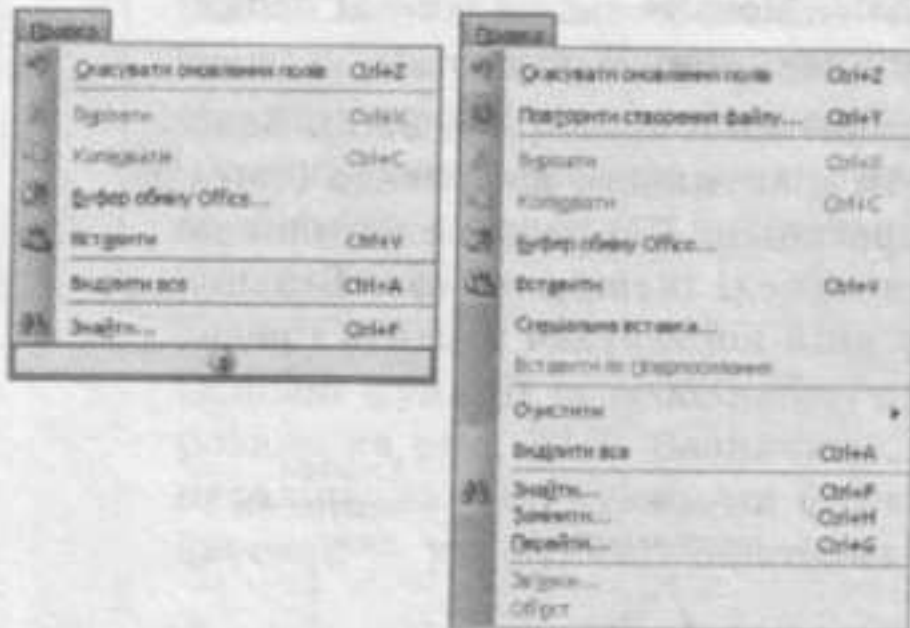 Правка
Скасувати оновлення полів Ctrl+Z
Вирізати Ctrl+X
Копіювати Ctrl+C
Буфер обміну Office...
Вставити Ctrl+V
Виділити все Ctrl+A
Знайти... Ctrl+F
Правка
Скасувати оновлення полів Ctrl+Z
Повторити створення файлу... Ctrl+Y
Вирізати Ctrl+X
Копіювати Ctrl+C
Буфер обміну Office...
Вставити Ctrl+V
Спеціальна вставка...
Вставити як гіперпосилання
Очистити
Виділити все Ctrl+A
Знайти... Ctrl+F
Замінити... Ctrl+H
Перейти... Ctrl+G
Зв'язки...
Об'єкт